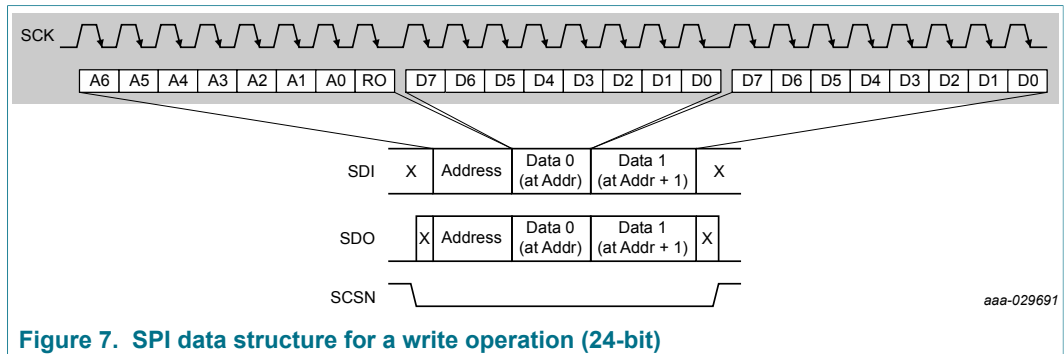 SCK
A6 A5 A4 A3 A2 A1 A0 RO D7 D6 D5 D4 D3 D2 D1 D0 D7 D6 D5 D4 D3 D2 D1 D0
SDI X Address Data 0 (at Addr) Data 1 (at Addr + 1) X
SDO X Address Data 0 (at Addr) Data 1 (at Addr + 1) X
SCSN
aaa-029691
Figure 7. SPI data structure for a write operation (24-bit)